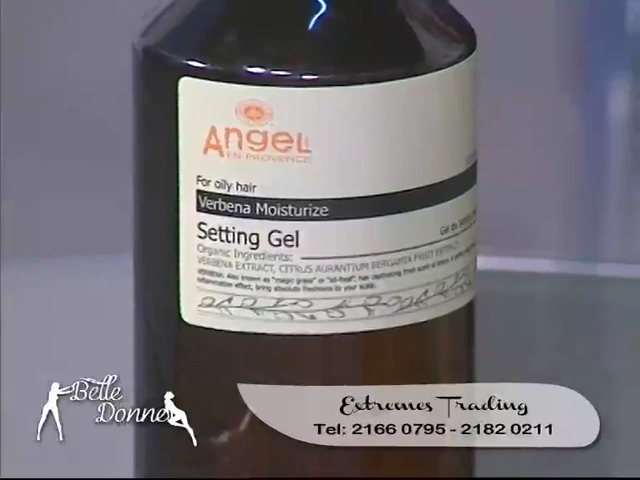 Angel
EN PROVENCE
For oily hair
Verbena Moisturize
Setting Gel
Organic Ingredients:
VERBENA EXTRACT, CITRUS AURANTIUM BERGAMIA FRUIT EXTRACT
Belle
Donne
Extremes Trading
Tel: 2166 0795 - 2182 0211